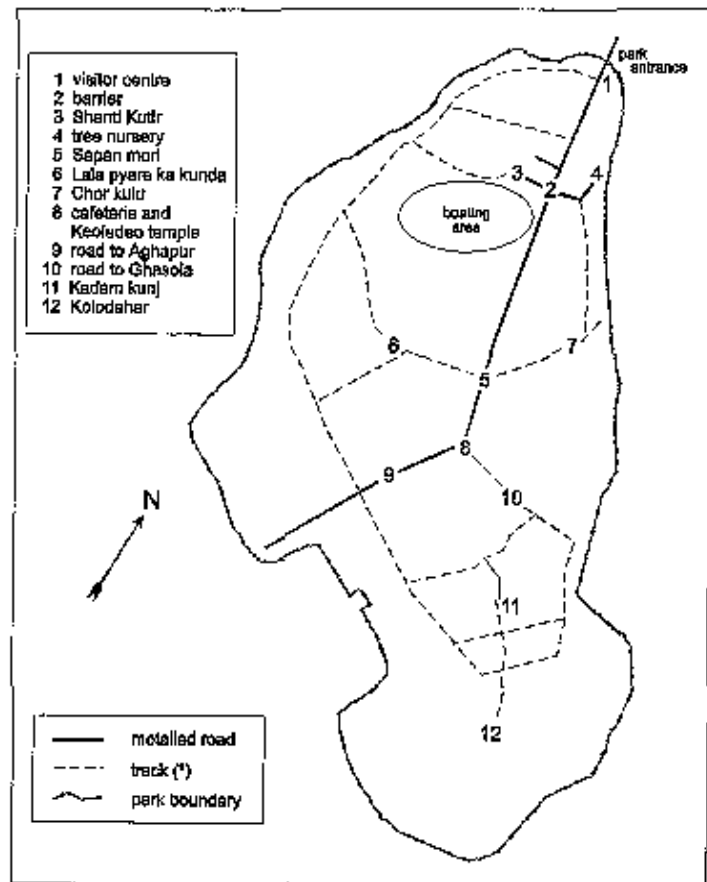 park
entrance
1 visitor centre
2 barrier
3 Shanti Kutir
4 tree nursery
5 Sapan mori
6 Lala pyara ka kunda
7 Chor kulu
8 cafeteria and
Keoladeo temple
9 road to Aghapur
10 road to Ghasola
11 Kadam kunj
12 Koladahar
1
3
2
4
boating
area
6
5
7
8
9
10
N
11
12
metalled road
track (*)
park boundary